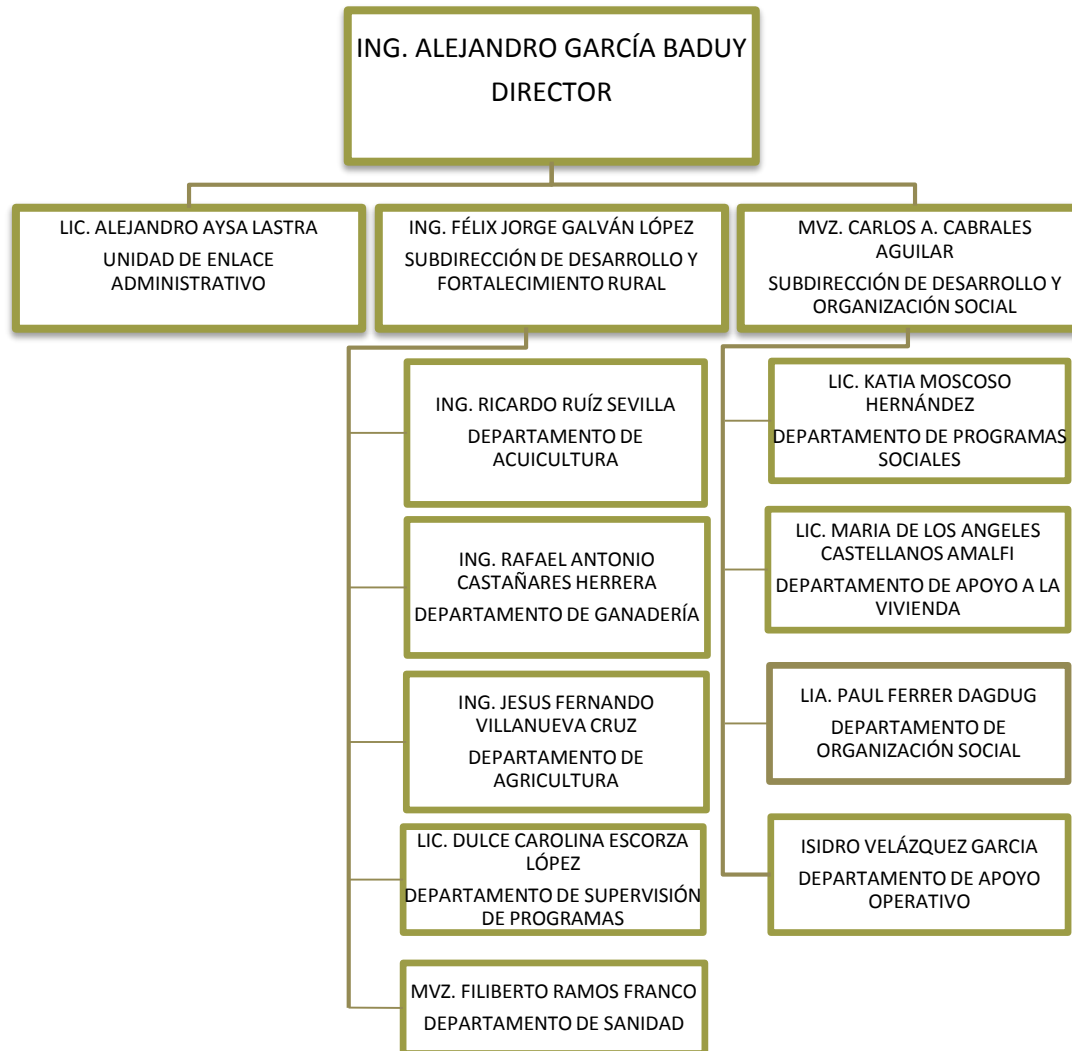 ING. ALEJANDRO GARCÍA BADUY
DIRECTOR
LIC. ALEJANDRO AYSA LASTRA
UNIDAD DE ENLACE
ADMINISTRATIVO
ING. FÉLIX JORGE GALVÁN LÓPEZ
SUBDIRECCIÓN DE DESARROLLO Y
FORTALECIMIENTO RURAL
MVZ. CARLOS A. CABRALES
AGUILAR
SUBDIRECCIÓN DE DESARROLLO Y
ORGANIZACIÓN SOCIAL
ING. RICARDO RUÍZ SEVILLA
DEPARTAMENTO DE
ACUICULTURA
ING. RAFAEL ANTONIO
CASTAÑARES HERRERA
DEPARTAMENTO DE GANADERÍA
ING. JESUS FERNANDO
VILLANUEVA CRUZ
DEPARTAMENTO DE
AGRICULTURA
LIC. DULCE CAROLINA ESCORZA
LÓPEZ
DEPARTAMENTO DE SUPERVISIÓN
DE PROGRAMAS
MVZ. FILIBERTO RAMOS FRANCO
DEPARTAMENTO DE SANIDAD
LIC. KATIA MOSCOSO
HERNÁNDEZ
DEPARTAMENTO DE PROGRAMAS
SOCIALES
LIC. MARIA DE LOS ANGELES
CASTELLANOS AMALFI
DEPARTAMENTO DE APOYO A LA
VIVIENDA
LIA. PAUL FERRER DAGDUG
DEPARTAMENTO DE
ORGANIZACIÓN SOCIAL
ISIDRO VELÁZQUEZ GARCIA
DEPARTAMENTO DE APOYO
OPERATIVO